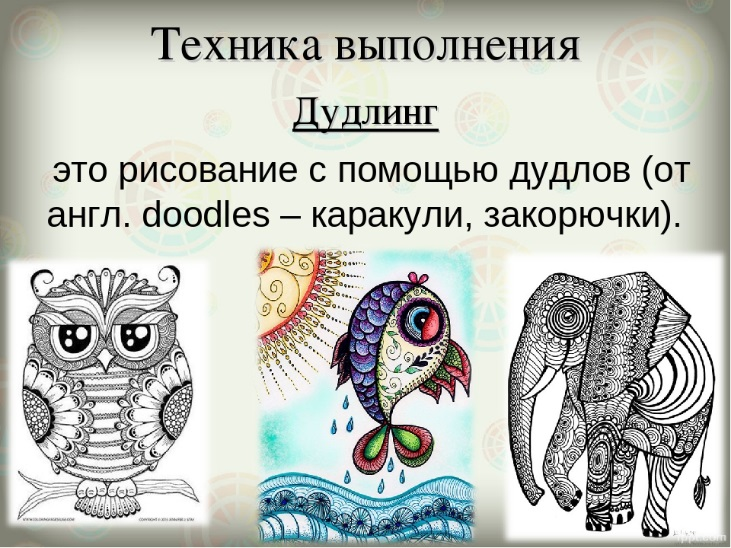 Техника выполнения
Дудлинг
это рисование с помощью дудлов (от
англ. doodles – каракули, закорючки).